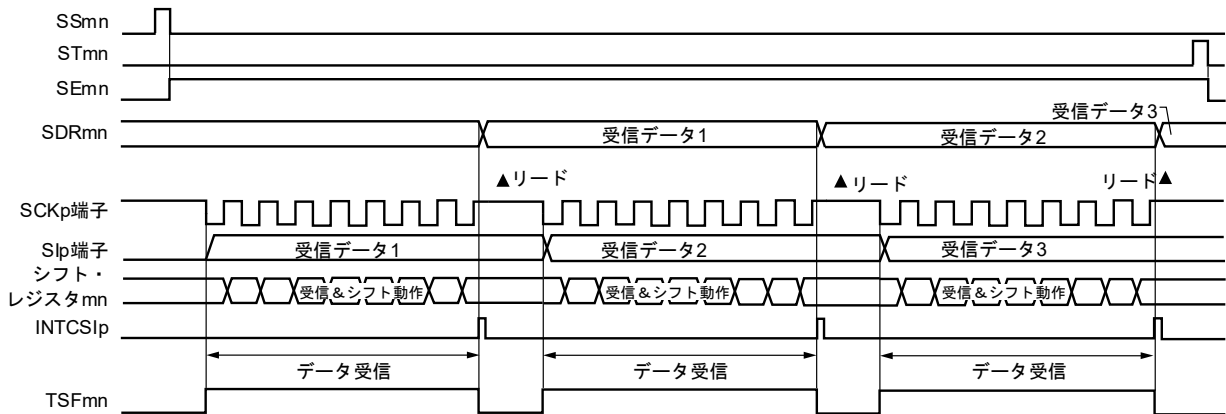 SSmn
STmn
SEmn
受信データ3
SDRmn
受信データ1
受信データ2
▲リード
▲リード
リード▲
SCKp端子
SIp端子
受信データ1
受信データ2
受信データ3
シフト・
レジスタmn
受信&シフト動作
受信&シフト動作
受信&シフト動作
INTCSIp
データ受信
データ受信
データ受信
TSFmn